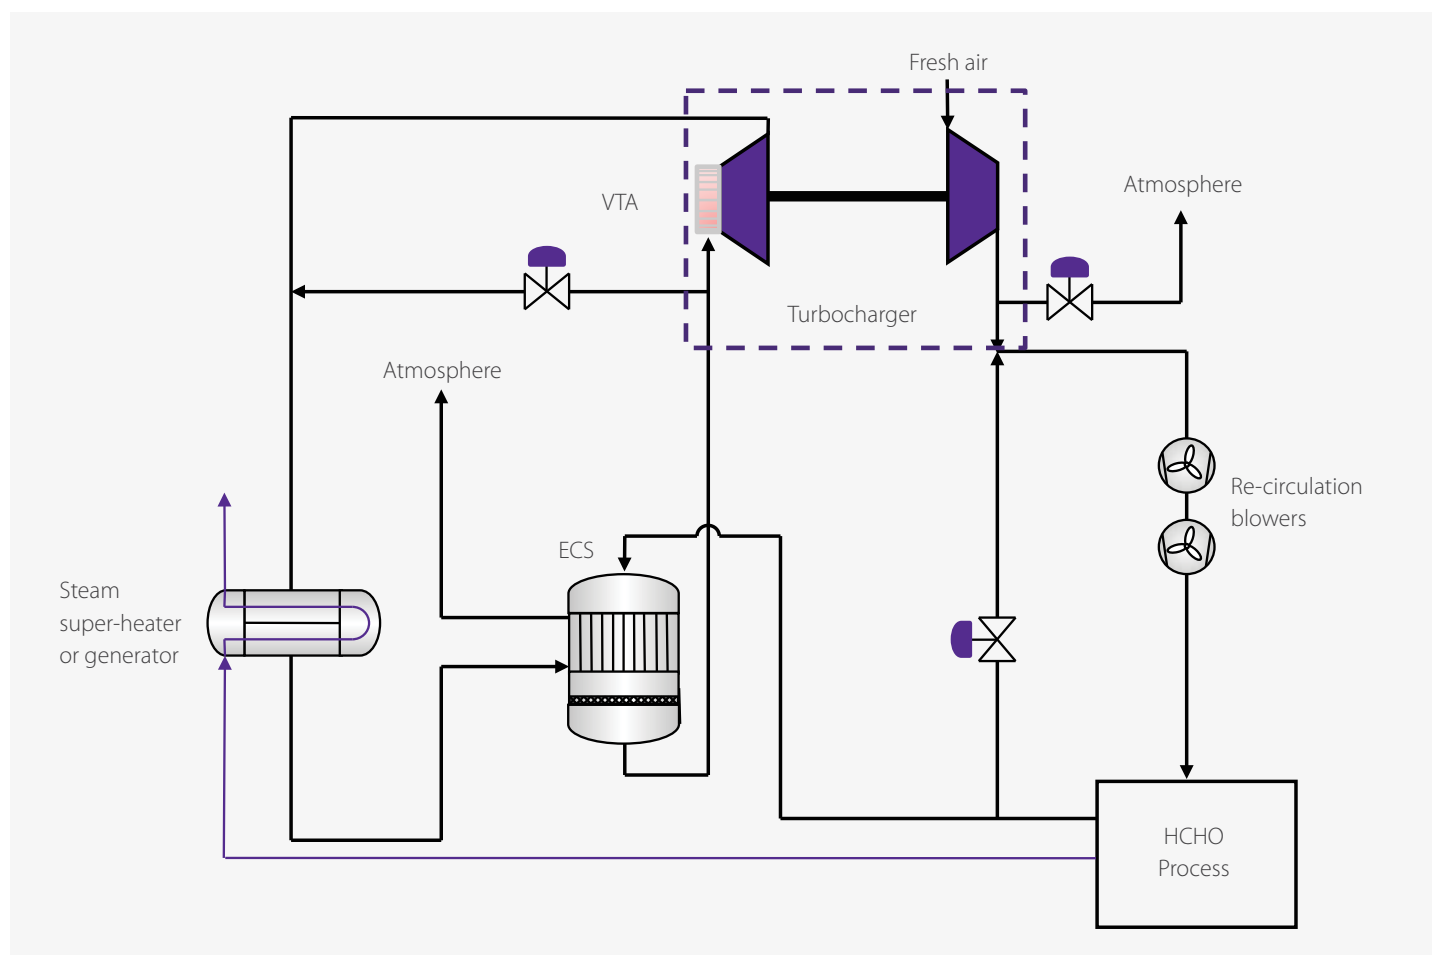 Fresh air
Atmosphere
VTA
Turbocharger
Atmosphere
Re-circulation
blowers
ECS
Steam
super-heater
or generator
HCHO
Process